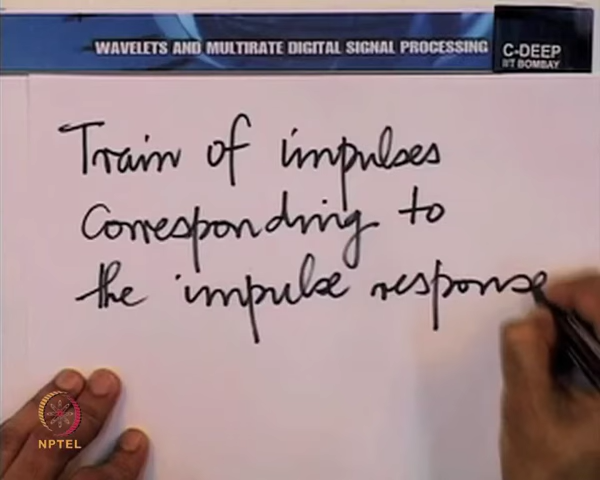 WAVELETS AND MULTIRATE DIGITAL SIGNAL PROCESSING
C-DEEP
IIT BOMBAY
Train of impulses
Corresponding to
the impulse response
NPTEL